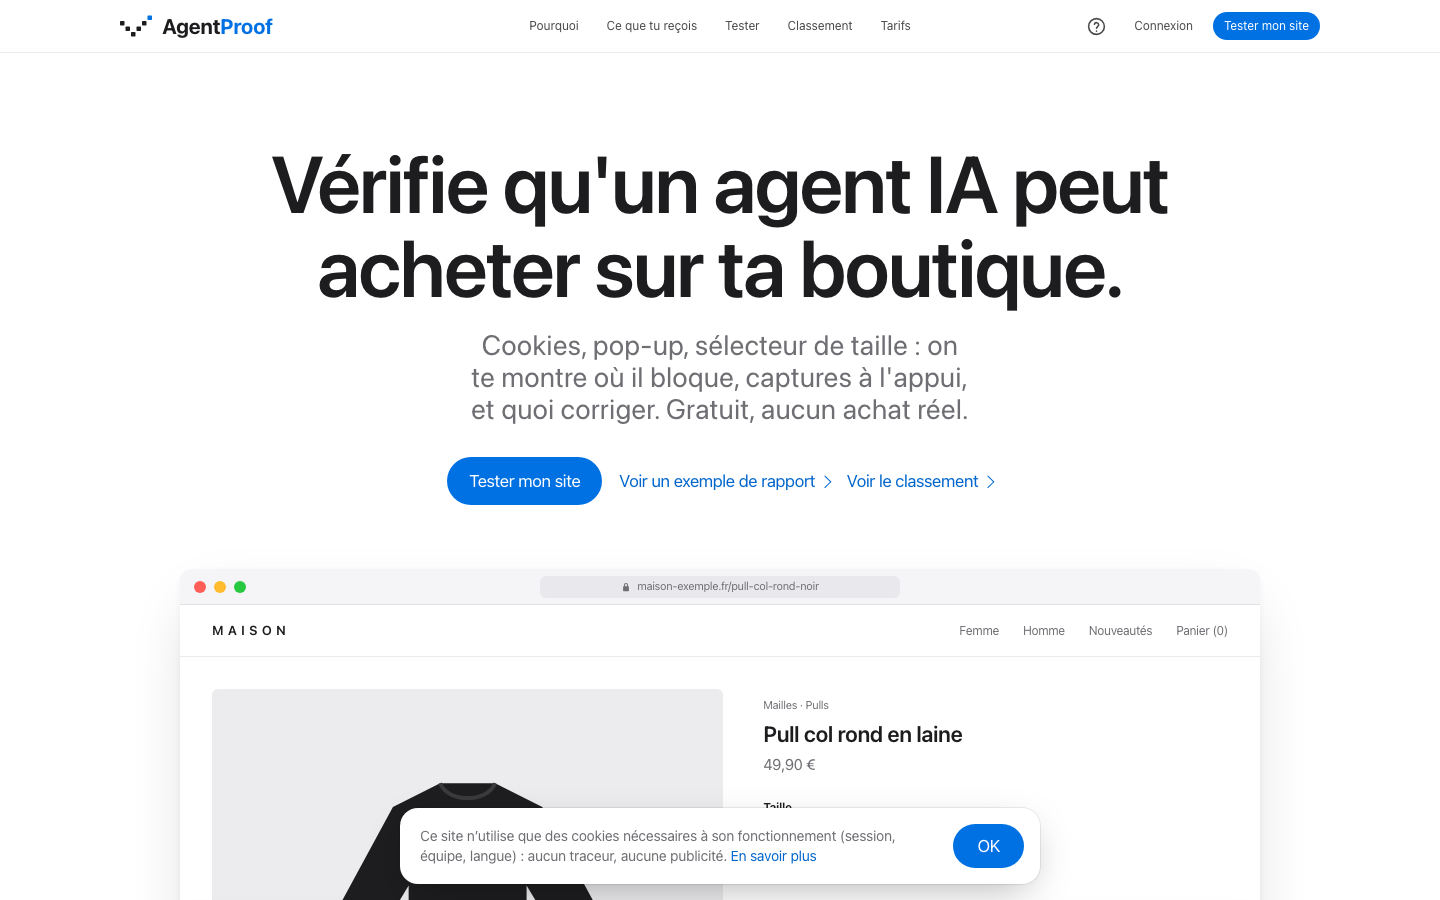 AgentProof
Pourquoi
Ce que tu reçois
Tester
Classement
Tarifs
Connexion
Tester mon site
Vérifie qu'un agent IA peut
acheter sur ta boutique.
Cookies, pop-up, sélecteur de taille : on
te montre où il bloque, captures à l'appui,
et quoi corriger. Gratuit, aucun achat réel.
Tester mon site
Voir un exemple de rapport
Voir le classement
maison-exemple.fr/pull-col-rond-noir
MAISON
Femme
Homme
Nouveautés
Panier (0)
Mailles · Pulls
Pull col rond en laine
49,90 €
Taille
Ce site n’utilise que des cookies nécessaires à son fonctionnement (session,
équipe, langue) : aucun traceur, aucune publicité. En savoir plus
OK